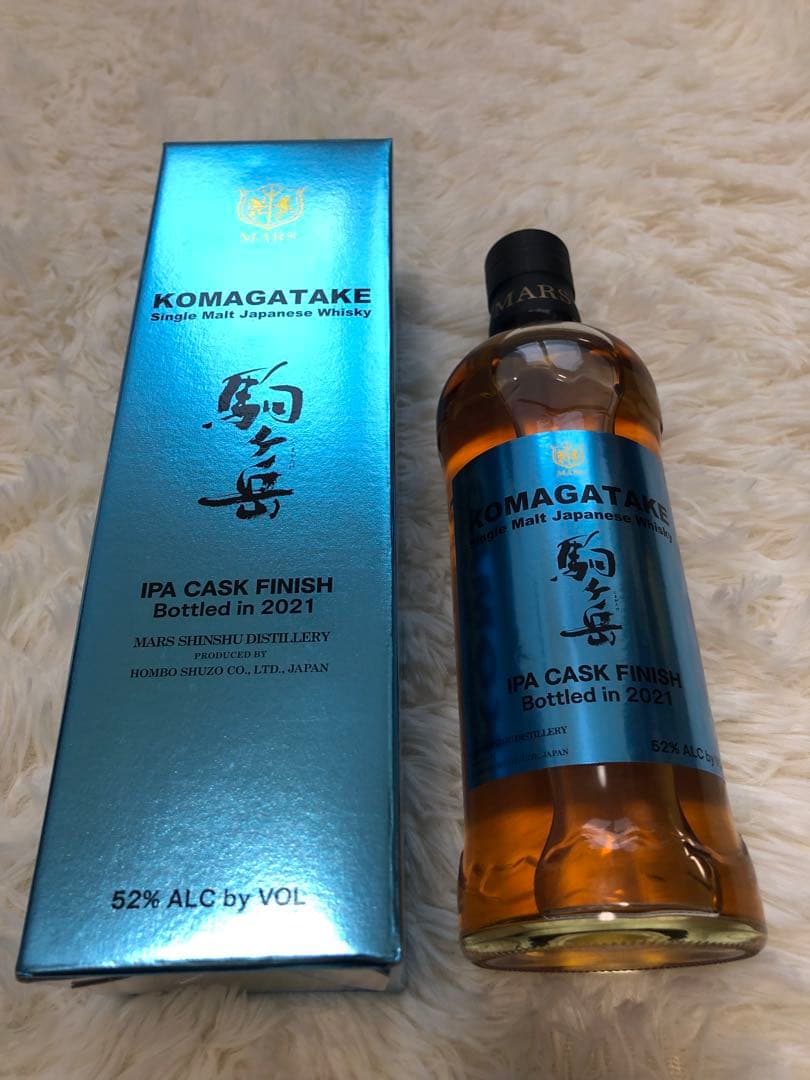 MARS
KOMAGATAKE
Single Malt Japanese Whisky
駒ヶ岳
IPA CASK FINISH
Bottled in 2021
MARS SHINSHU DISTILLERY
PRODUCED BY
HOMBO SHUZO CO., LTD., JAPAN
52% ALC by VOL
MARS
MARS
KOMAGATAKE
Single Malt Japanese Whisky
駒ヶ岳
IPA CASK FINISH
Bottled in 2021
DISTILLERY
JAPAN
52% ALC by